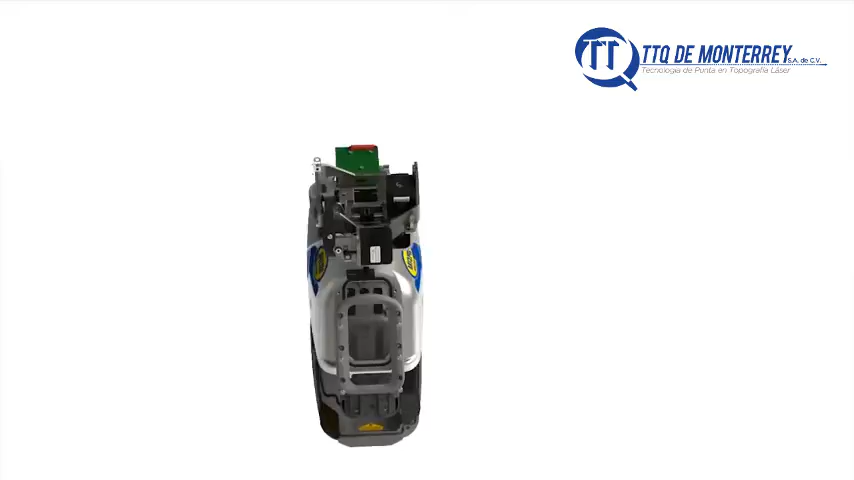 TTQ DE MONTERREY S.A. de C.V.
Tecnología de Punta en Topografía Láser